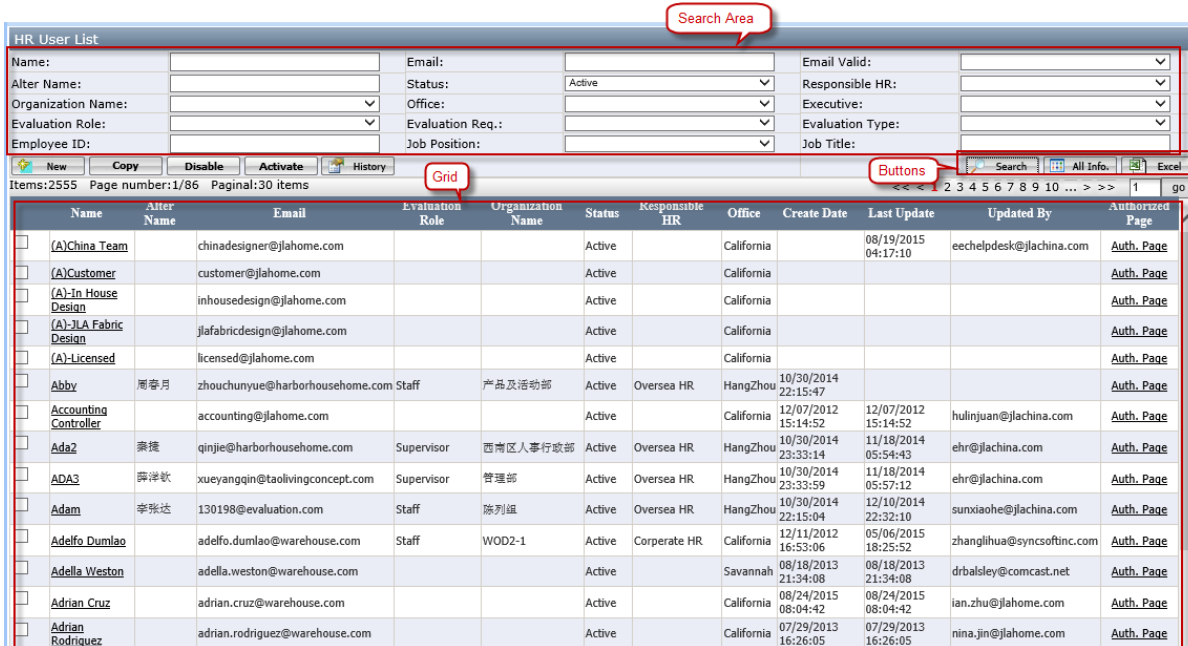 Search Area
HR User List
Name: Email: Email Valid:
Alter Name: Status: Active Responsible HR:
Organization Name: Office: Executive:
Evaluation Role: Evaluation Req.: Evaluation Type:
Employee ID: Job Position: Job Title:
New Copy Disable Activate History Buttons Search All Info. Excel
Grid
Items:2555 Page number:1/86 Paginal:30 items << < 1 2 3 4 5 6 7 8 9 10 ... > >> 1 go
Name Alter Name Email Evaluation Role Organization Name Status Responsible HR Office Create Date Last Update Updated By Authorized Page
(A)China Team chinadesigner@jlahome.com Active California 08/19/2015 04:17:10 eechelpdesk@jlachina.com Auth. Page
(A)Customer customer@jlahome.com Active California Auth. Page
(A)-In House Design inhousedesign@jlahome.com Active California Auth. Page
(A)-JLA Fabric Design jlafabricdesign@jlahome.com Active California Auth. Page
(A)-Licensed licensed@jlahome.com Active California Auth. Page
Abby 周春月 zhouchunyue@harborhousehome.com Staff 产品及活动部 Active Oversea HR HangZhou 10/30/2014 22:15:47 Auth. Page
Accounting Controller accounting@jlahome.com Active California 12/07/2012 15:14:52 12/07/2012 15:14:52 hulinjuan@jlachina.com Auth. Page
Ada2 秦捷 qinjie@harborhousehome.com Supervisor 西南区人事行政部 Active Oversea HR HangZhou 10/30/2014 23:33:14 11/18/2014 05:54:43 ehr@jlachina.com Auth. Page
ADA3 薛洋钦 xueyangqin@taolivingconcept.com Supervisor 管理部 Active Oversea HR HangZhou 10/30/2014 23:33:59 11/18/2014 05:57:12 ehr@jlachina.com Auth. Page
Adam 李张达 130198@evaluation.com Staff 陈列组 Active Oversea HR HangZhou 10/30/2014 22:15:04 12/10/2014 22:32:10 sunxiaohe@jlachina.com Auth. Page
Adelfo Dumlao adelfo.dumlao@warehouse.com Staff WOD2-1 Active Corperate HR California 12/11/2012 16:53:06 05/06/2015 18:25:52 zhanglihua@syncsoftinc.com Auth. Page
Adella Weston adella.weston@warehouse.com Active Savannah 08/18/2013 21:34:08 08/18/2013 21:34:08 drbalsley@comcast.net Auth. Page
Adrian Cruz adrian.cruz@warehouse.com Active California 08/24/2015 08:04:42 08/24/2015 08:04:42 ian.zhu@jlahome.com Auth. Page
Adrian Rodriguez adrian.rodriguez@warehouse.com Active California 07/29/2013 16:26:05 07/29/2013 16:26:05 nina.jin@jlahome.com Auth. Page